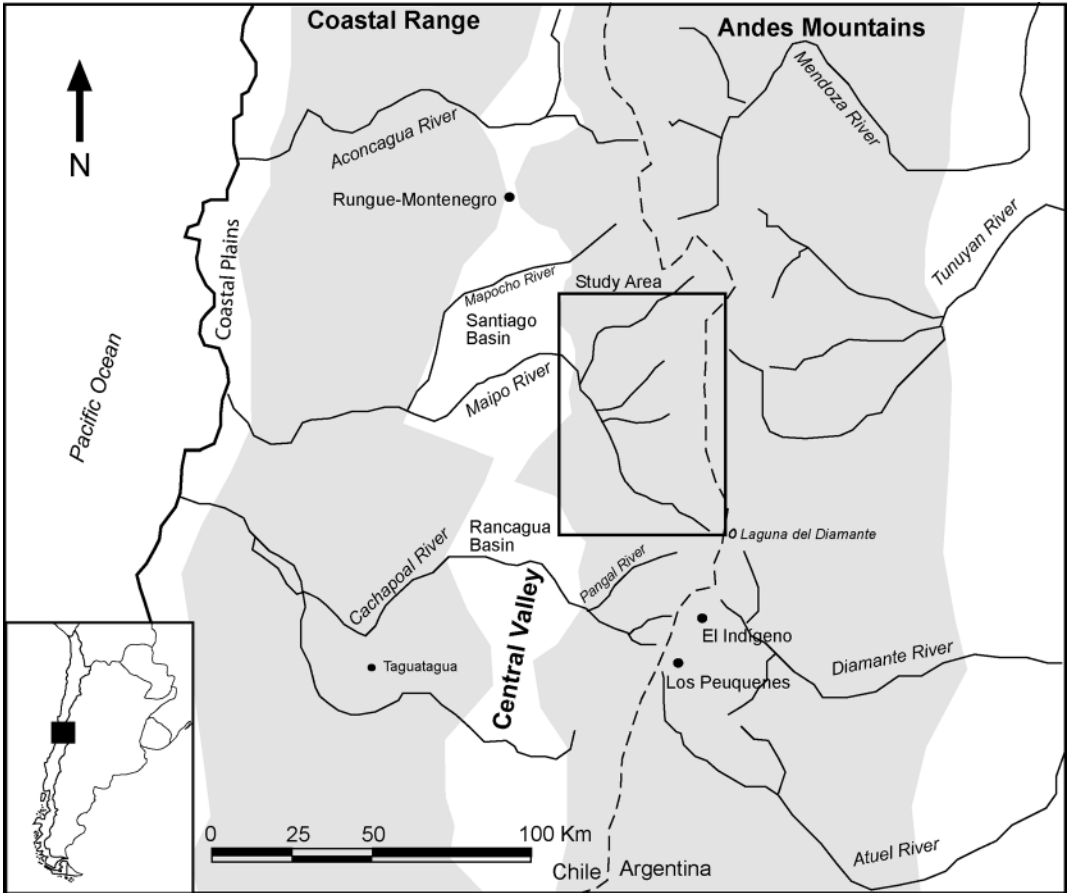 Coastal Range
Andes Mountains
N
Aconcagua River
Mendoza River
Rungue-Montenegro
Coastal Plains
Tunuyan River
Mapocho River
Study Area
Santiago
Basin
Pacific Ocean
Maipo River
Rancagua
Basin
Laguna del Diamante
Cachapoal River
Pangal River
Central Valley
El Indígeno
Taguatagua
Los Peuquenes
Diamante River
0 25 50 100 Km
Chile Argentina
Atuel River